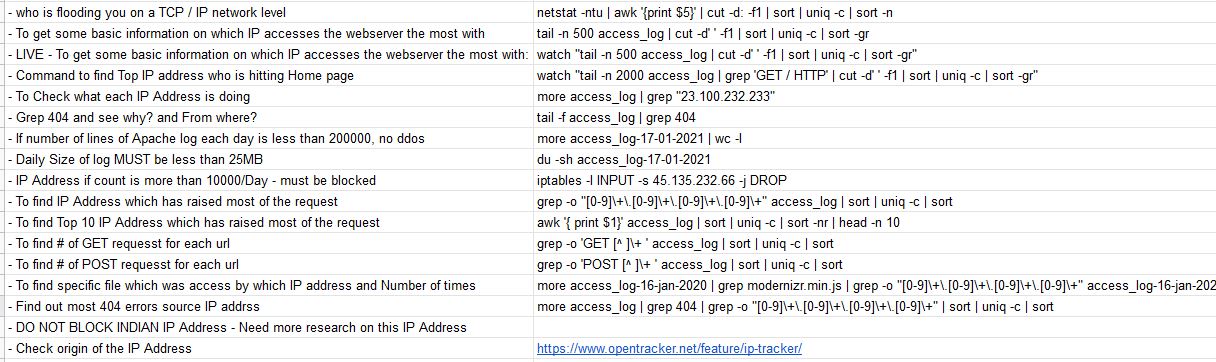 - who is flooding you on a TCP / IP network level netstat -ntu | awk '{print $5}' | cut -d: -f1 | sort | uniq -c | sort -n
- To get some basic information on which IP accesses the webserver the most with tail -n 500 access_log | cut -d' ' -f1 | sort | uniq -c | sort -gr
- LIVE - To get some basic information on which IP accesses the webserver the most with: watch "tail -n 500 access_log | cut -d' ' -f1 | sort | uniq -c | sort -gr"
- Command to find Top IP address who is hitting Home page watch "tail -n 2000 access_log | grep 'GET / HTTP' | cut -d' ' -f1 | sort | uniq -c | sort -gr"
- To Check what each IP Address is doing more access_log | grep "23.100.232.233"
- Grep 404 and see why? and From where? tail -f access_log | grep 404
- If number of lines of Apache log each day is less than 200000, no ddos more access_log-17-01-2021 | wc -l
- Daily Size of log MUST be less than 25MB du -sh access_log-17-01-2021
- IP Address if count is more than 10000/Day - must be blocked iptables -I INPUT -s 45.135.232.66 -j DROP
- To find IP Address which has raised most of the request grep -o "[0-9]\+\.[0-9]\+\.[0-9]\+\.[0-9]\+" access_log | sort | uniq -c | sort
- To find Top 10 IP Address which has raised most of the request awk '{ print $1}' access_log | sort | uniq -c | sort -nr | head -n 10
- To find # of GET requesst for each url grep -o 'GET [^ ]\+ ' access_log | sort | uniq -c | sort
- To find # of POST requesst for each url grep -o 'POST [^ ]\+ ' access_log | sort | uniq -c | sort
- To find specific file which was access by which IP address and Number of times more access_log-16-jan-2020 | grep modernizr.min.js | grep -o "[0-9]\+\.[0-9]\+\.[0-9]\+\.[0-9]\+" access_log-16-jan-202
- Find out most 404 errors source IP addrss more access_log | grep 404 | grep -o "[0-9]\+\.[0-9]\+\.[0-9]\+\.[0-9]\+" | sort | uniq -c | sort
- DO NOT BLOCK INDIAN IP Address - Need more research on this IP Address
- Check origin of the IP Address https://www.opentracker.net/feature/ip-tracker/